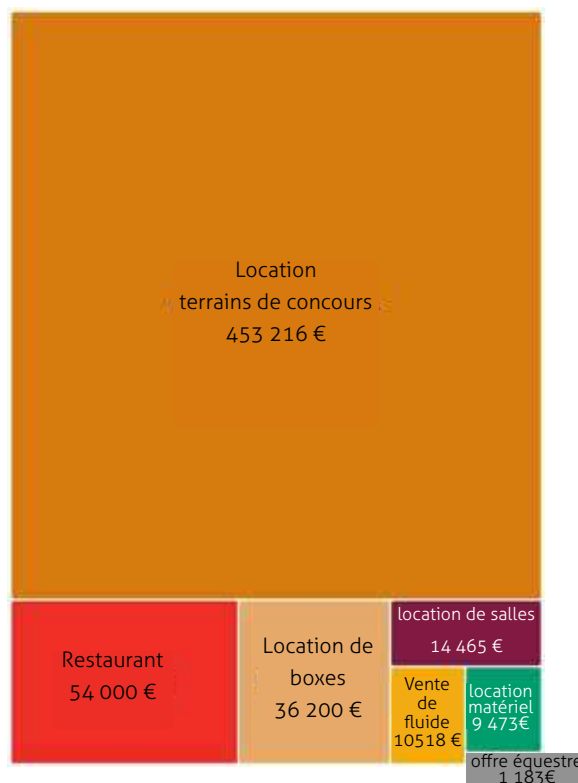 Location
terrains de concours
453 216 €
Restaurant
54 000 €
Location de
boxes
36 200 €
location de salles
14 465 €
Vente
de
fluide
10518 €
location
matériel
9 473€
offre équestre
1 183€